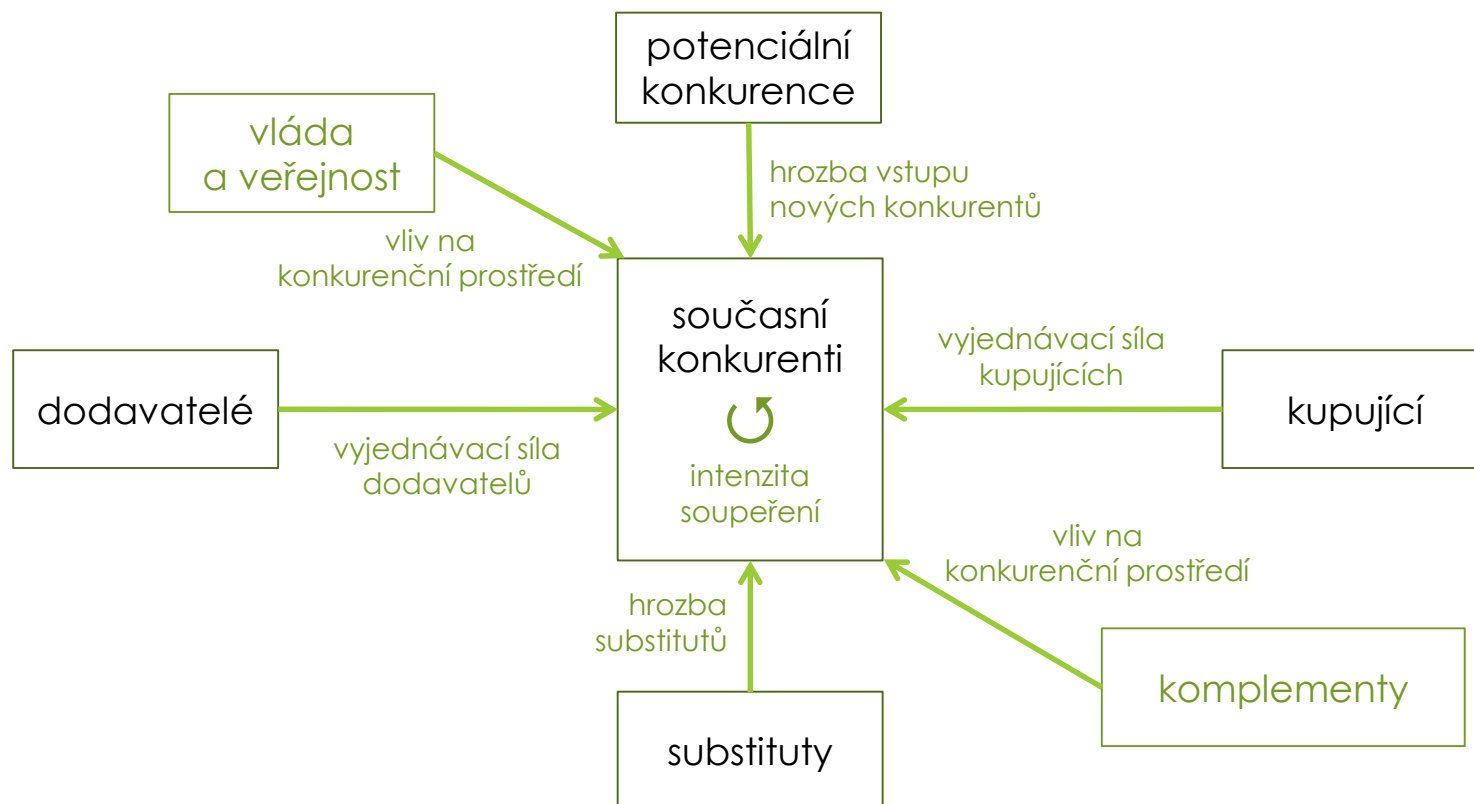 potenciální
konkurence
vláda
a veřejnost
hrozba vstupu
nových konkurentů
vliv na
konkurenční prostředí
současní
konkurenti
intenzita
soupeření
vyjednávací síla
kupujících
dodavatelé
kupující
vyjednávací síla
dodavatelů
vliv na
konkurenční prostředí
hrozba
substitutů
komplementy
substituty